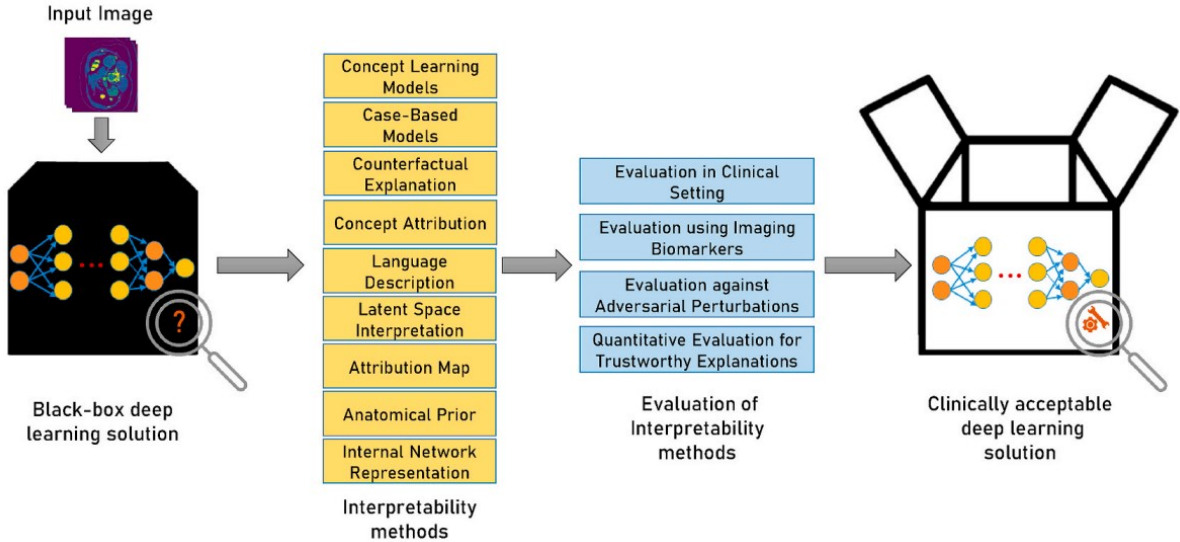 Input Image
?
Black-box deep
learning solution
Concept Learning
Models
Case-Based
Models
Counterfactual
Explanation
Concept Attribution
Language
Description
Latent Space
Interpretation
Attribution Map
Anatomical Prior
Internal Network
Representation
Interpretability
methods
Evaluation in Clinical
Setting
Evaluation using Imaging
Biomarkers
Evaluation against
Adversarial Perturbations
Quantitative Evaluation for
Trustworthy Explanations
Evaluation of
Interpretability
methods
Clinically acceptable
deep learning
solution